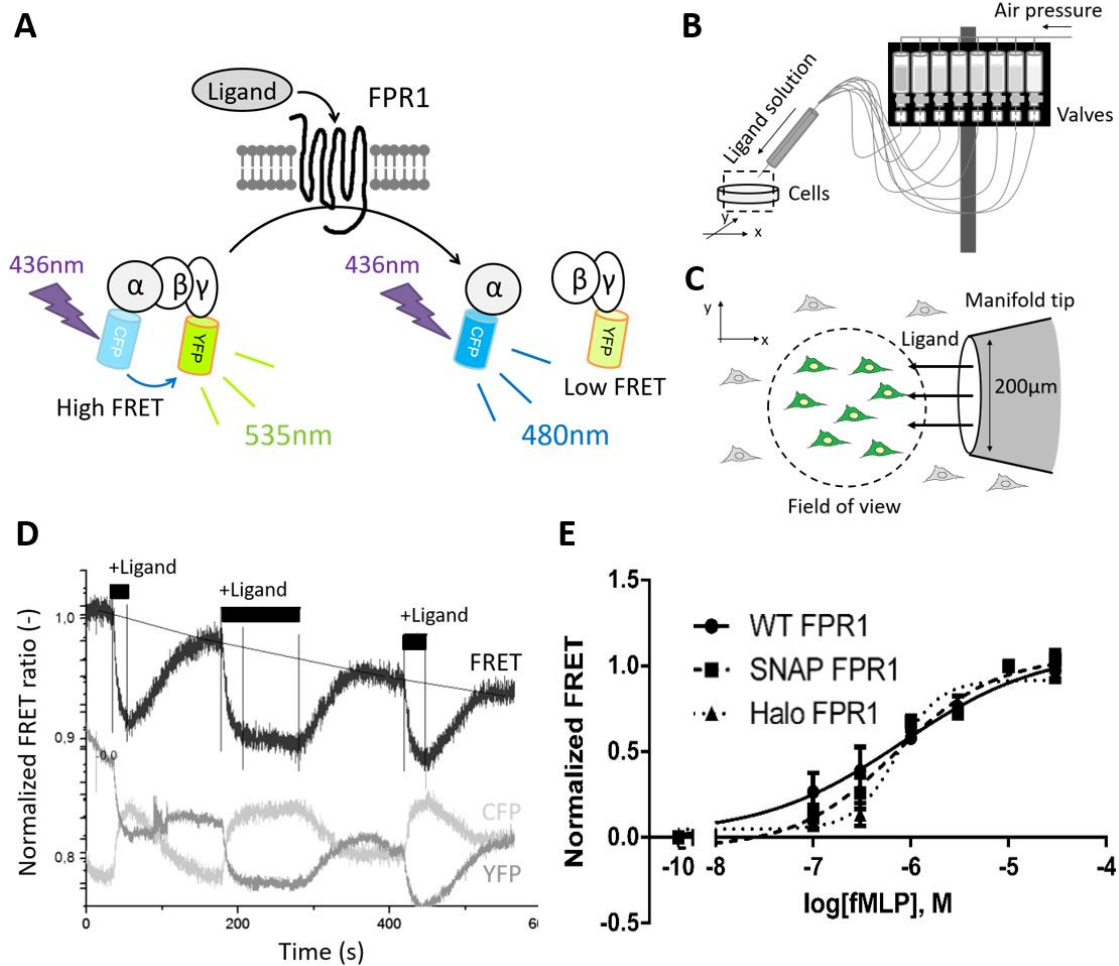 A
Ligand
FPR1
436nm
α
β
γ
CFP
YFP
High FRET
535nm
436nm
α
β
γ
CFP
YFP
Low FRET
480nm
B
Air pressure
Valves
Ligand solution
Cells
y
x
C
y
x
Manifold tip
Ligand
200μm
Field of view
D
+Ligand
+Ligand
+Ligand
FRET
CFP
YFP
Normalized FRET ratio (-)
1.0
0.9
0.0
0.8
0
200
400
60
Time (s)
E
WT FPR1
SNAP FPR1
Halo FPR1
Normalized FRET
1.5
1.0
0.5
0.0
-0.5
-10
-8
-7
-6
-5
-4
log[fMLP], M